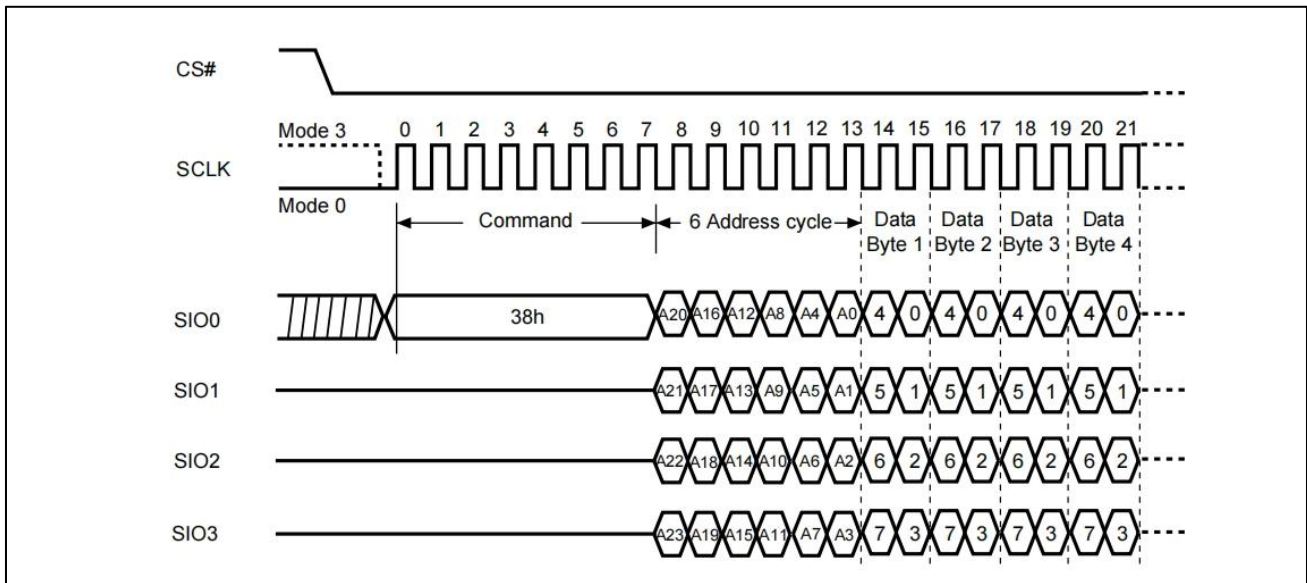 CS#
Mode 3
0 1 2 3 4 5 6 7 8 9 10 11 12 13 14 15 16 17 18 19 20 21
SCLK
Mode 0
Command
6 Address cycle
Data Byte 1
Data Byte 2
Data Byte 3
Data Byte 4
SIO0
38h
A20 A16 A12 A8 A4 A0 4 0 4 0 4 0 4 0
SIO1
A21 A17 A13 A9 A5 A1 5 1 5 1 5 1 5 1
SIO2
A22 A18 A14 A10 A6 A2 6 2 6 2 6 2 6 2
SIO3
A23 A19 A15 A11 A7 A3 7 3 7 3 7 3 7 3